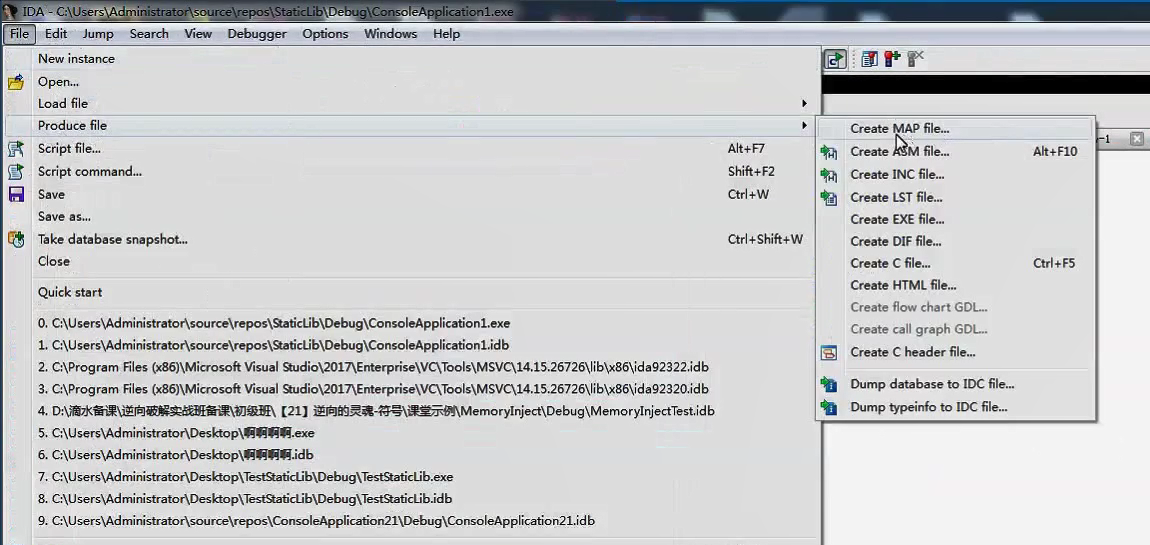 IDA - C:\Users\Administrator\source\repos\StaticLib\Debug\ConsoleApplication1.exe
File Edit Jump Search View Debugger Options Windows Help
New instance
Open...
Load file
Produce file
Script file... Alt+F7
Script command... Shift+F2
Save Ctrl+W
Save as...
Take database snapshot... Ctrl+Shift+W
Close
Quick start
0. C:\Users\Administrator\source\repos\StaticLib\Debug\ConsoleApplication1.exe
1. C:\Users\Administrator\source\repos\StaticLib\Debug\ConsoleApplication1.idb
2. C:\Program Files (x86)\Microsoft Visual Studio\2017\Enterprise\VC\Tools\MSVC\14.15.26726\lib\x86\ida92322.idb
3. C:\Program Files (x86)\Microsoft Visual Studio\2017\Enterprise\VC\Tools\MSVC\14.15.26726\lib\x86\ida92320.idb
4. D:\滴水备课\逆向破解实战班备课\初级班\【21】逆向的灵魂-符号\课堂示例\MemoryInject\Debug\MemoryInjectTest.idb
5. C:\Users\Administrator\Desktop\啊啊啊啊.exe
6. C:\Users\Administrator\Desktop\啊啊啊啊.idb
7. C:\Users\Administrator\Desktop\TestStaticLib\Debug\TestStaticLib.exe
8. C:\Users\Administrator\Desktop\TestStaticLib\Debug\TestStaticLib.idb
9. C:\Users\Administrator\source\repos\ConsoleApplication21\Debug\ConsoleApplication21.idb
Create MAP file...
Create ASM file... Alt+F10
Create INC file...
Create LST file...
Create EXE file...
Create DIF file...
Create C file... Ctrl+F5
Create HTML file...
Create flow chart GDL...
Create call graph GDL...
Create C header file...
Dump database to IDC file...
Dump typeinfo to IDC file...
-1